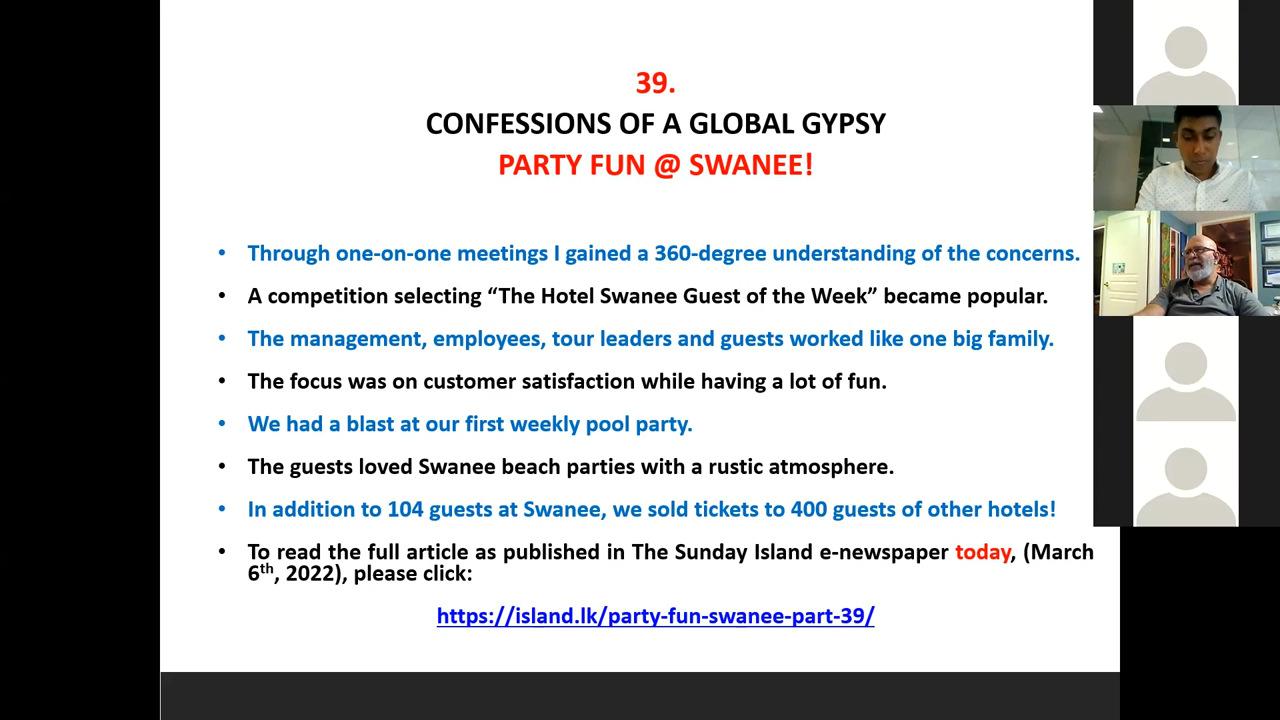 39.
CONFESSIONS OF A GLOBAL GYPSY
PARTY FUN @ SWANEE!
• Through one-on-one meetings I gained a 360-degree understanding of the concerns.
• A competition selecting “The Hotel Swanee Guest of the Week” became popular.
• The management, employees, tour leaders and guests worked like one big family.
• The focus was on customer satisfaction while having a lot of fun.
• We had a blast at our first weekly pool party.
• The guests loved Swanee beach parties with a rustic atmosphere.
• In addition to 104 guests at Swanee, we sold tickets to 400 guests of other hotels!
• To read the full article as published in The Sunday Island e-newspaper today, (March
6th, 2022), please click:
https://island.lk/party-fun-swanee-part-39/